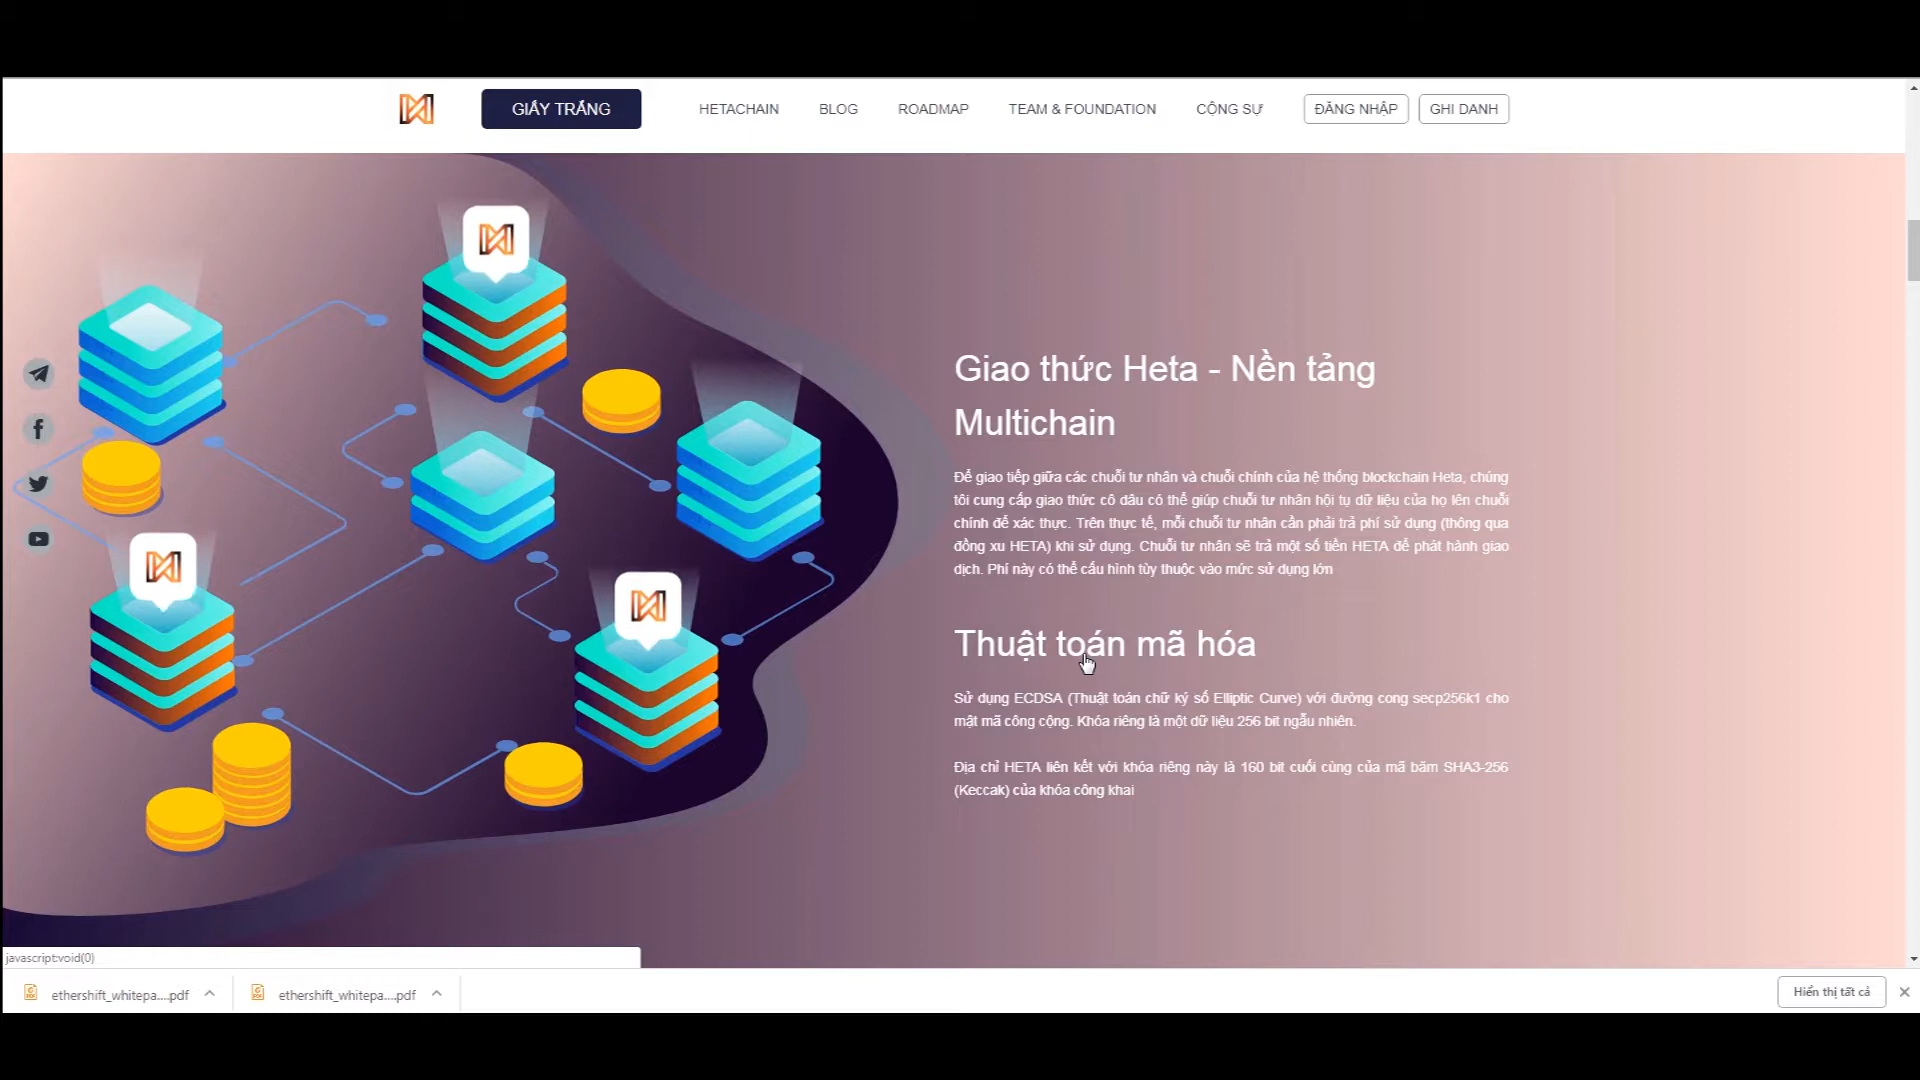 GIẤY TRẮNG
HETACHAIN
BLOG
ROADMAP
TEAM & FOUNDATION
CỘNG SỰ
ĐĂNG NHẬP
GHI DANH
Giao thức Heta - Nền tảng
Multichain
Để giao tiếp giữa các chuỗi tư nhân và chuỗi chính của hệ thống blockchain Heta, chúng
tôi cung cấp giao thức cô dâu có thể giúp chuỗi tư nhân hội tụ dữ liệu của họ lên chuỗi
chính để xác thực. Trên thực tế, mỗi chuỗi tư nhân cần phải trả phí sử dụng (thông qua
đồng xu HETA) khi sử dụng. Chuỗi tư nhân sẽ trả một số tiền HETA để phát hành giao
dịch. Phí này có thể cấu hình tùy thuộc vào mức sử dụng lớn
Thuật toán mã hóa
Sử dụng ECDSA (Thuật toán chữ ký số Elliptic Curve) với đường cong secp256k1 cho
mật mã công cộng. Khóa riêng là một dữ liệu 256 bit ngẫu nhiên.
Địa chỉ HETA liên kết với khóa riêng này là 160 bit cuối cùng của mã băm SHA3-256
(Keccak) của khóa công khai
javascript:void(0)
ethershift_whitepa....pdf
ethershift_whitepa....pdf
Hiển thị tất cả